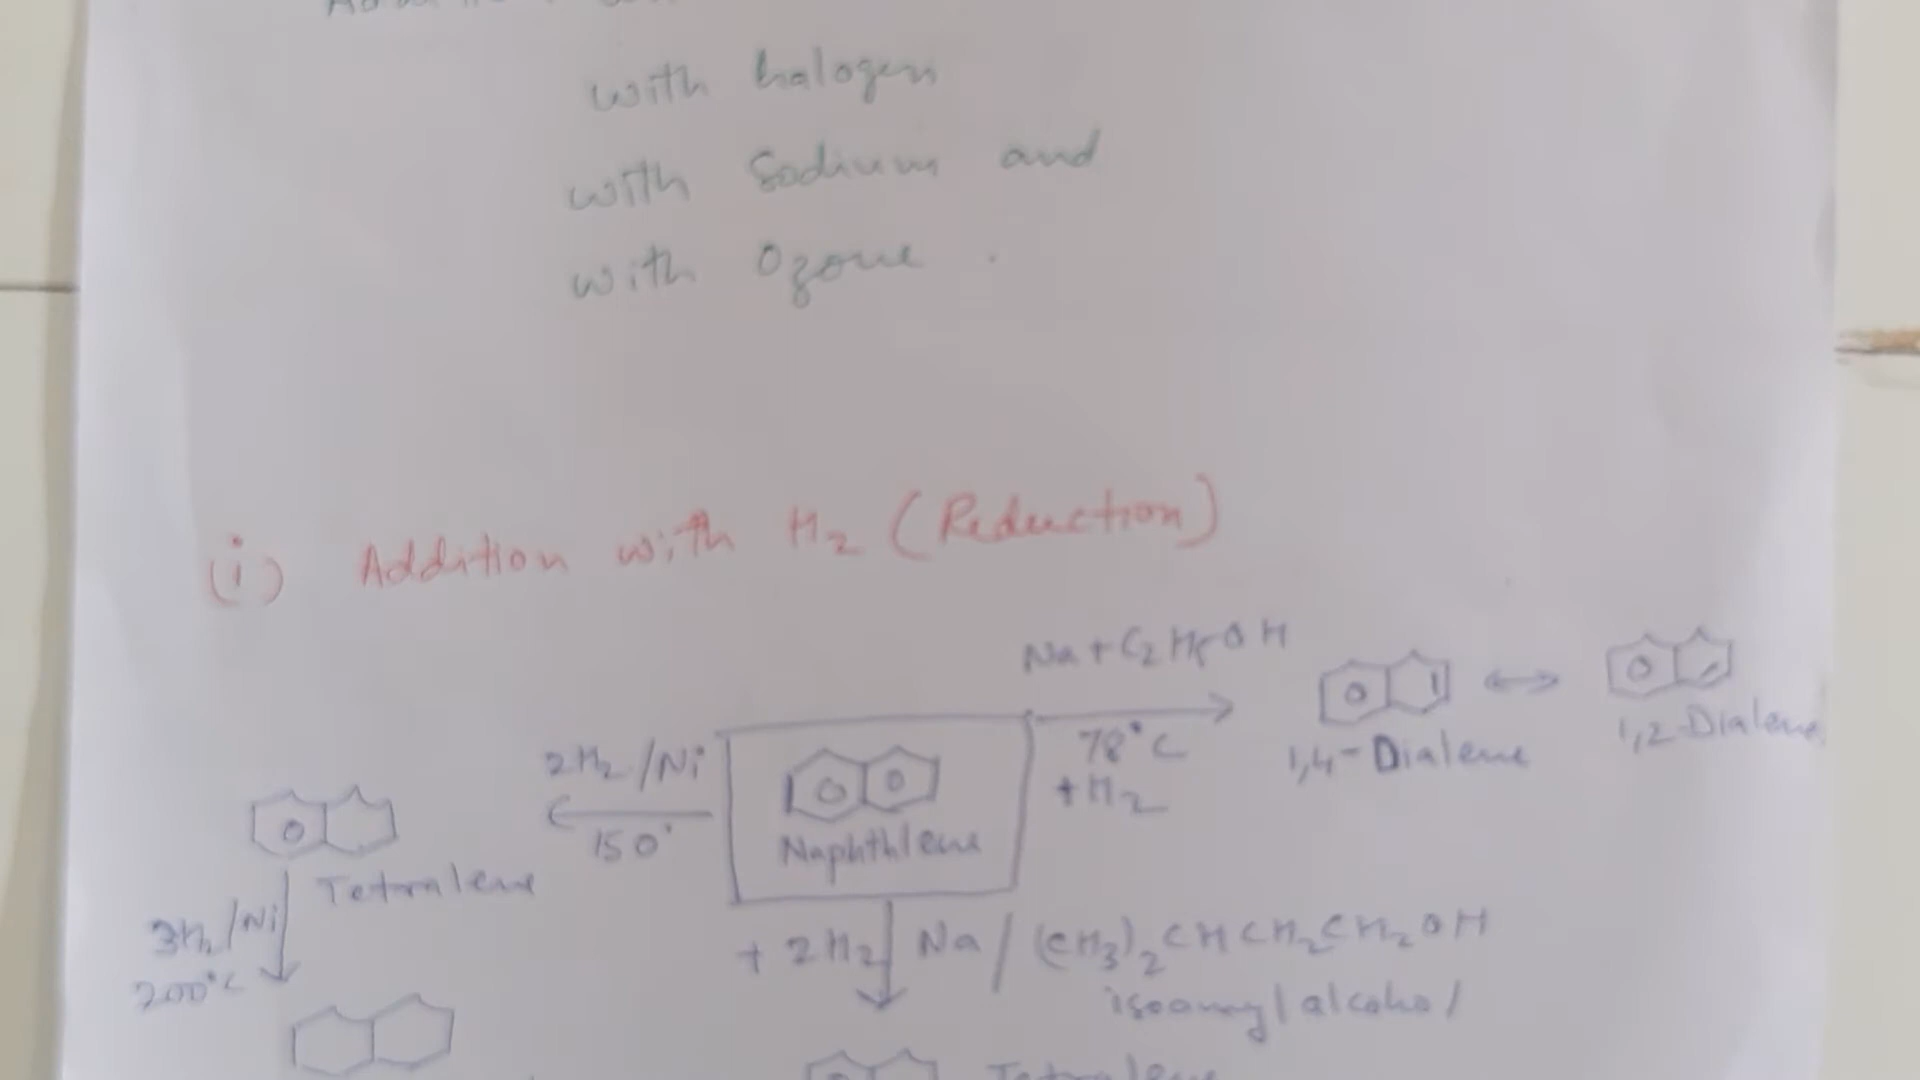 with halogen
with Sodium and
with Ozone.
(i) Addition with H2 (Reduction)
Na + C2H5OH
78°C
+H2
1,4-Dialene
1,2-Dialene
2H2/Ni
150°
Naphthlene
Tetralene
3H2/Ni
200°C
+ 2H2 Na / (CH3)2CHCH2CH2OH
isoamyl alcohol
Tetralene